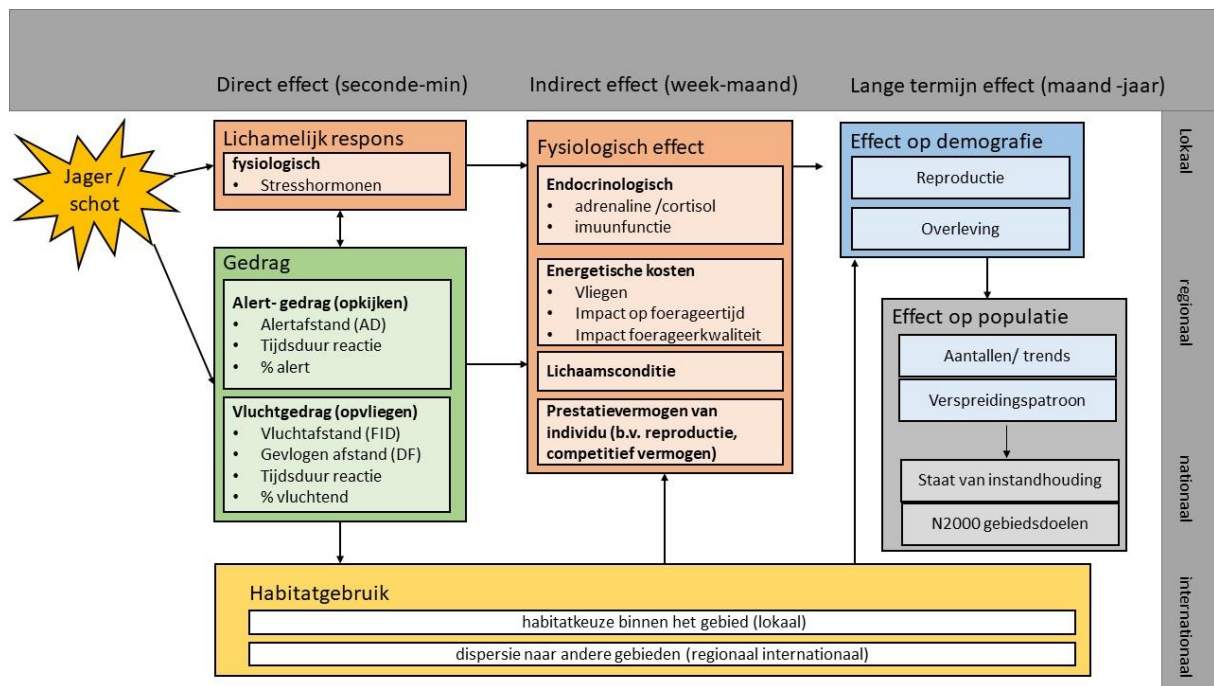 Direct effect (seconde-min)
Indirect effect (week-maand)
Lange termijn effect (maand -jaar)
Jager /
schot
Lichamelijk respons
fysiologisch
• Stresshormonen
Gedrag
Alert- gedrag (opkijken)
• Alertafstand (AD)
• Tijdsduur reactie
• % alert
Vluchtgedrag (opvliegen)
• Vluchtafstand (FID)
• Gevlogen afstand (DF)
• Tijdsduur reactie
• % vluchtend
Fysiologisch effect
Endocrinologisch
• adrenaline /cortisol
• imuunfunctie
Energetische kosten
• Vliegen
• Impact op foerageertijd
• Impact foerageerkwaliteit
Lichaamsconditie
Prestatievermogen van
individu (b.v. reproductie,
competitief vermogen)
Effect op demografie
Reproductie
Overleving
Effect op populatie
Aantallen/ trends
Verspreidingspatroon
Staat van instandhouding
N2000 gebiedsdoelen
Habitatgebruik
habitatkeuze binnen het gebied (lokaal)
dispersie naar andere gebieden (regionaal internationaal)
Lokaal
regionaal
nationaal
internationaal